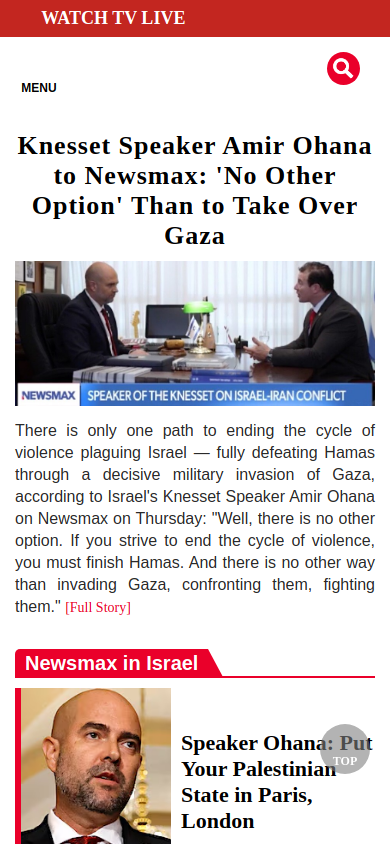 WATCH TV LIVE
MENU
Knesset Speaker Amir Ohana
to Newsmax: 'No Other
Option' Than to Take Over
Gaza
NEWSMAX SPEAKER OF THE KNESSET ON ISRAEL-IRAN CONFLICT
There is only one path to ending the cycle of
violence plaguing Israel — fully defeating Hamas
through a decisive military invasion of Gaza,
according to Israel's Knesset Speaker Amir Ohana
on Newsmax on Thursday: "Well, there is no other
option. If you strive to end the cycle of violence,
you must finish Hamas. And there is no other way
than invading Gaza, confronting them, fighting
them." [Full Story]
Newsmax in Israel
Speaker Ohana: Put
Your Palestinian
State in Paris,
London
TOP